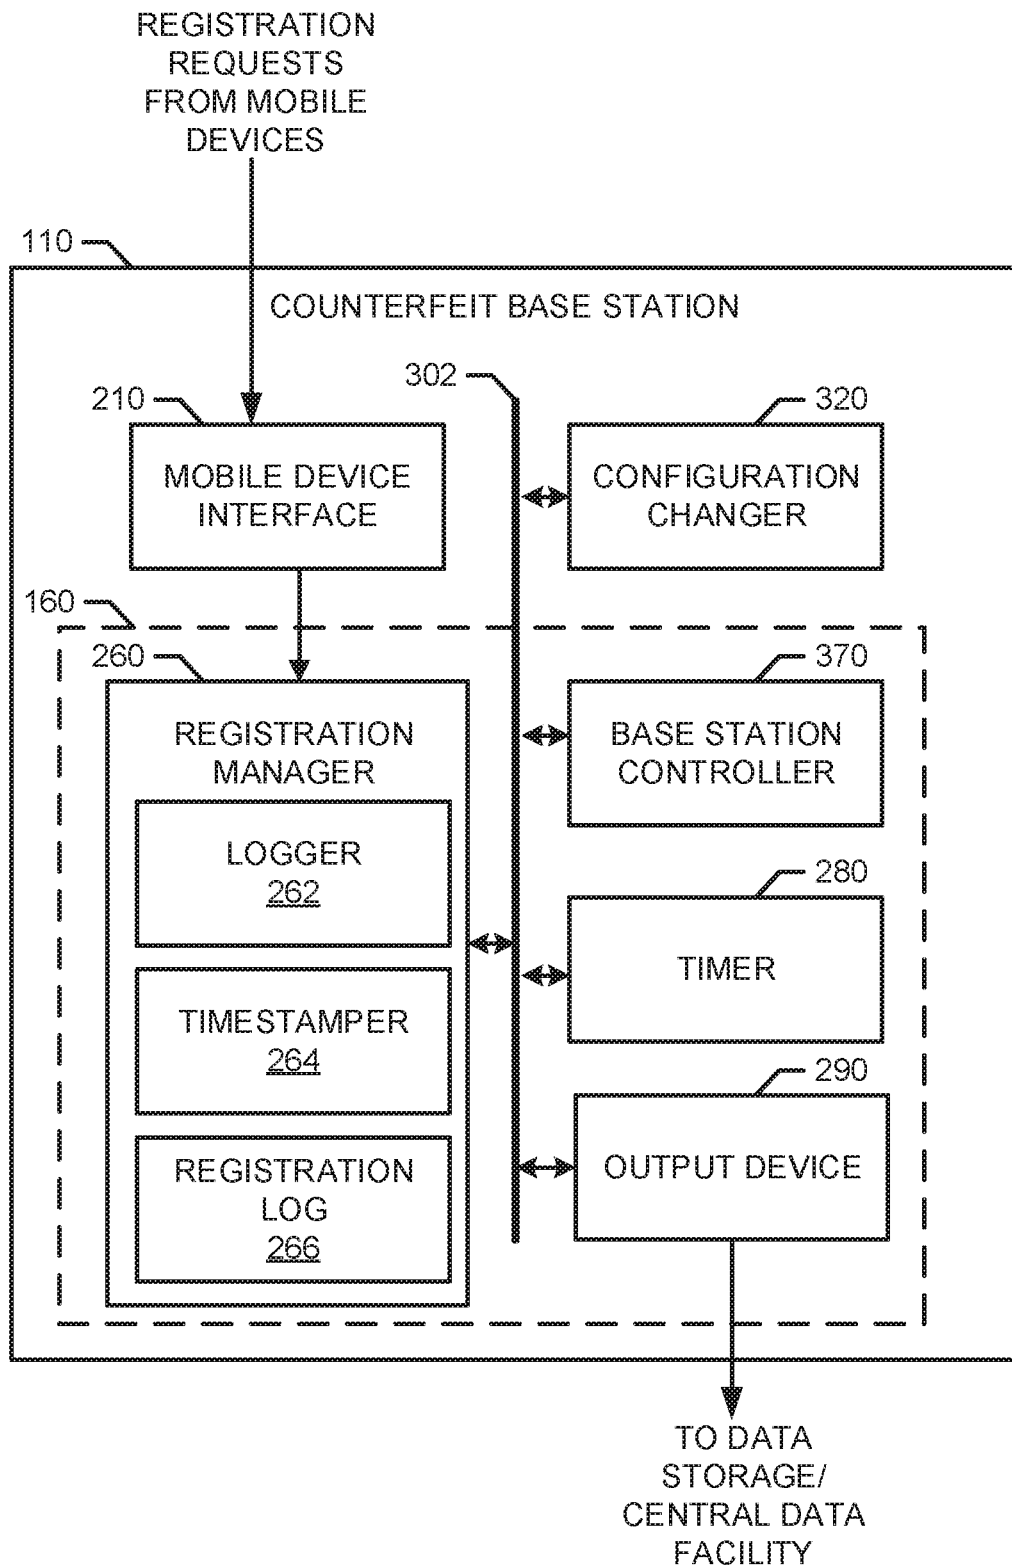 REGISTRATION
REQUESTS
FROM MOBILE
DEVICES
110
COUNTERFEIT BASE STATION
210
302
320
MOBILE DEVICE
INTERFACE
CONFIGURATION
CHANGER
160
260
370
REGISTRATION
MANAGER
BASE STATION
CONTROLLER
LOGGER
262
280
TIMER
TIMESTAMPER
264
290
REGISTRATION
LOG
266
OUTPUT DEVICE
TO DATA
STORAGE/
CENTRAL DATA
FACILITY